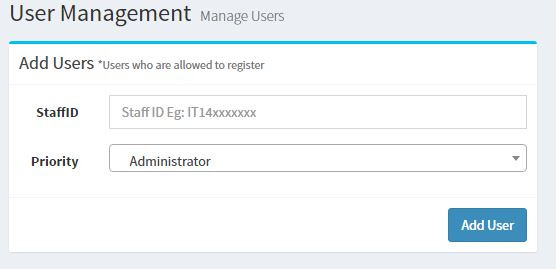 User Management Manage Users
Add Users *Users who are allowed to register
StaffID Staff ID Eg: IT14xxxxxxx
Priority Administrator
Add User